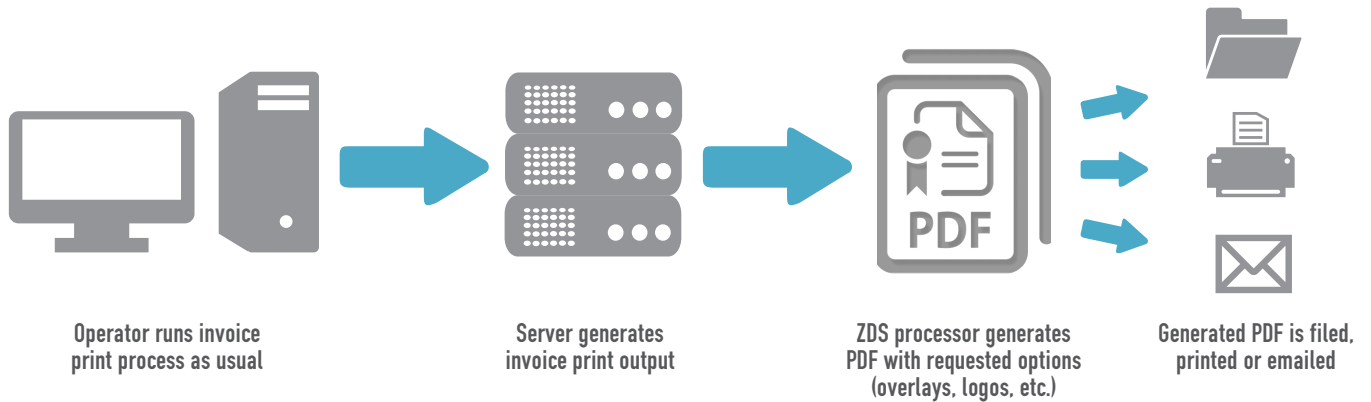 PDF
Operator runs invoice
print process as usual
Server generates
invoice print output
ZDS processor generates
PDF with requested options
(overlays, logos, etc.)
Generated PDF is filed,
printed or emailed